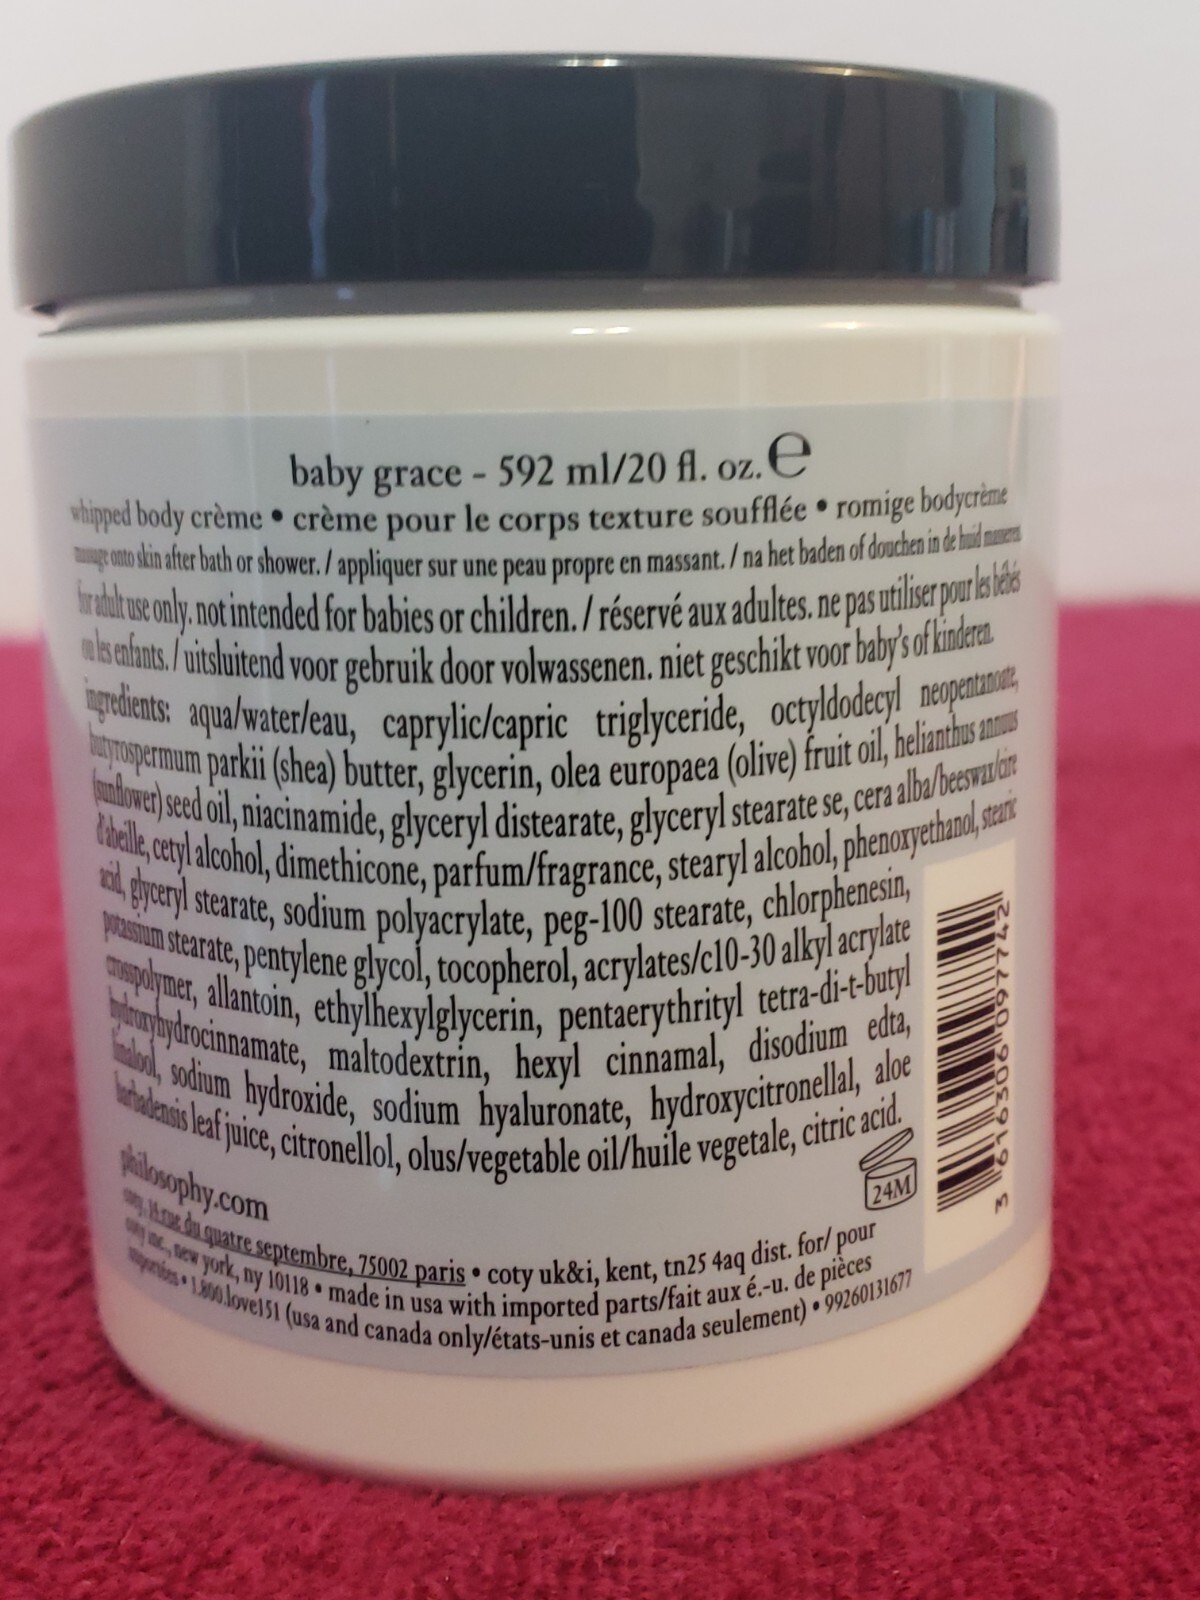 baby grace - 592 ml/20 fl. oz. ℮
whipped body crème • crème pour le corps texture soufflée • romige bodycrème
massage onto skin after bath or shower. / appliquer sur une peau propre en massant. / na het baden of douchen in de huid masseren.
for adult use only. not intended for babies or children. / réservé aux adultes. ne pas utiliser pour les bébés
ou les enfants. / uitsluitend voor gebruik door volwassenen. niet geschikt voor baby's of kinderen.
ingredients: aqua/water/eau, caprylic/capric triglyceride, octyldodecyl neopentanoate,
butyrospermum parkii (shea) butter, glycerin, olea europaea (olive) fruit oil, helianthus annuus
(sunflower) seed oil, niacinamide, glyceryl distearate, glyceryl stearate se, cera alba/beeswax/cire
d'abeille, cetyl alcohol, dimethicone, parfum/fragrance, stearyl alcohol, phenoxyethanol, stearic
acid, glyceryl stearate, sodium polyacrylate, peg-100 stearate, chlorphenesin,
potassium stearate, pentylene glycol, tocopherol, acrylates/c10-30 alkyl acrylate
crosspolymer, allantoin, ethylhexylglycerin, pentaerythrityl tetra-di-t-butyl
hydroxyhydrocinnamate, maltodextrin, hexyl cinnamal, disodium edta,
linalool, sodium hydroxide, sodium hyaluronate, hydroxycitronellal, aloe
barbadensis leaf juice, citronellol, olus/vegetable oil/huile vegetale, citric acid.
philosophy.com
24M
coty, 14 rue du quatre septembre, 75002 paris • coty uk&i, kent, tn25 4aq dist. for/ pour
coty inc., new york, ny 10118 • made in usa with imported parts/fait aux é.-u. de pièces
importées • 1.800.love151 (usa and canada only/états-unis et canada seulement) • 99260131677
3 616306 097742